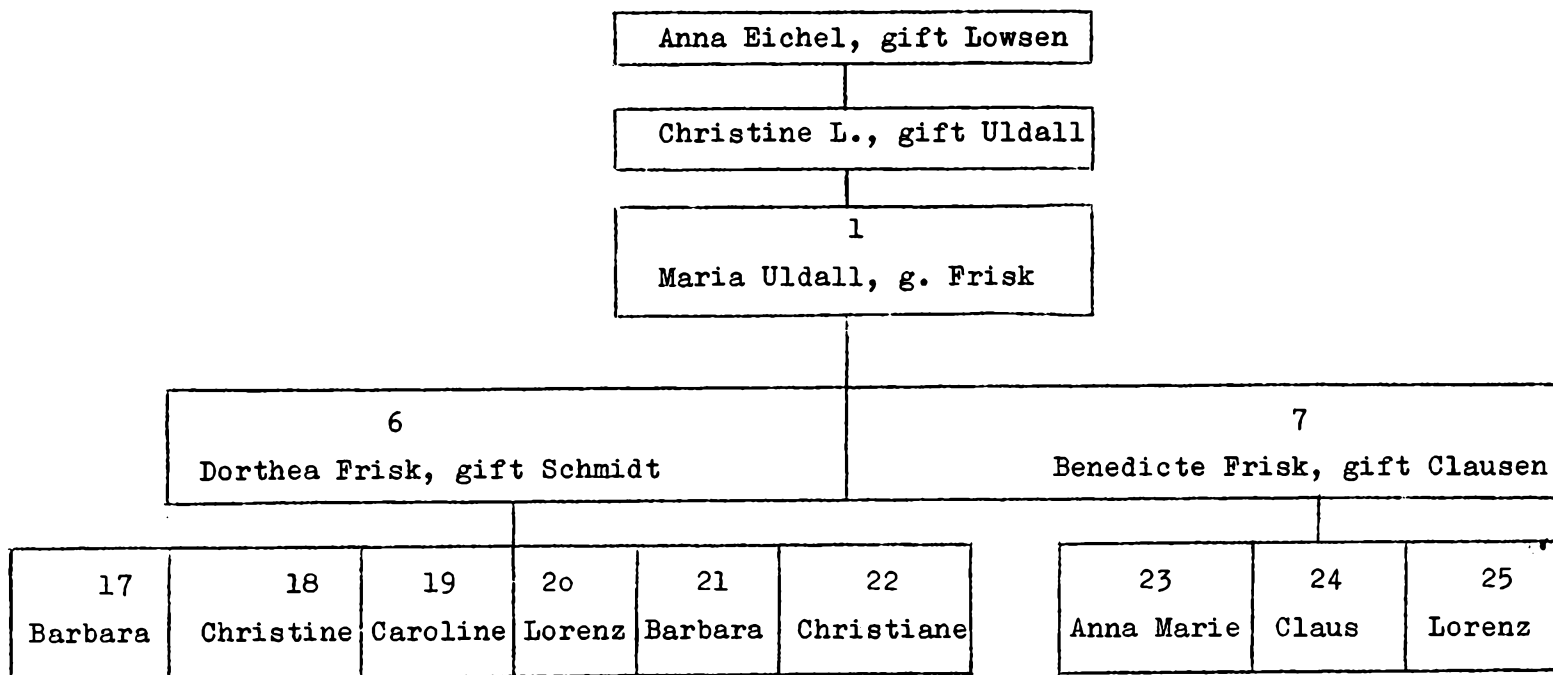 Anna Eichel, gift Lowsen
Christine L., gift Uldall
1
Maria Uldall, g. Frisk
6
Dorthea Frisk, gift Schmidt
7
Benedicte Frisk, gift Clausen
17
Barbara
18
Christine
19
Caroline
2o
Lorenz
21
Barbara
22
Christiane
23
Anna Marie
24
Claus
25
Lorenz